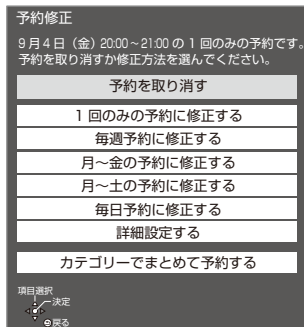 予約修正
9月4日（金）20:00～21:00の1回のみの予約です。
予約を取り消すか修正方法を選んでください。
予約を取り消す
1回のみの予約に修正する
毎週予約に修正する
月～金の予約に修正する
月～土の予約に修正する
毎日予約に修正する
詳細設定する
カテゴリーでまとめて予約する
項目選択
決定
戻る